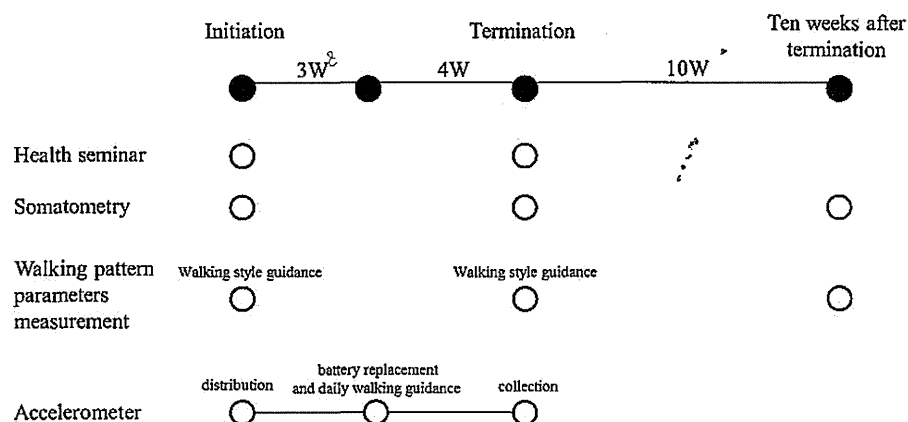 Initiation
Termination
Ten weeks after
termination
3W
4W
10W
Health seminar
Somatometry
Walking pattern
parameters
measurement
Walking style guidance
Walking style guidance
Accelerometer
distribution
battery replacement
and daily walking guidance
collection